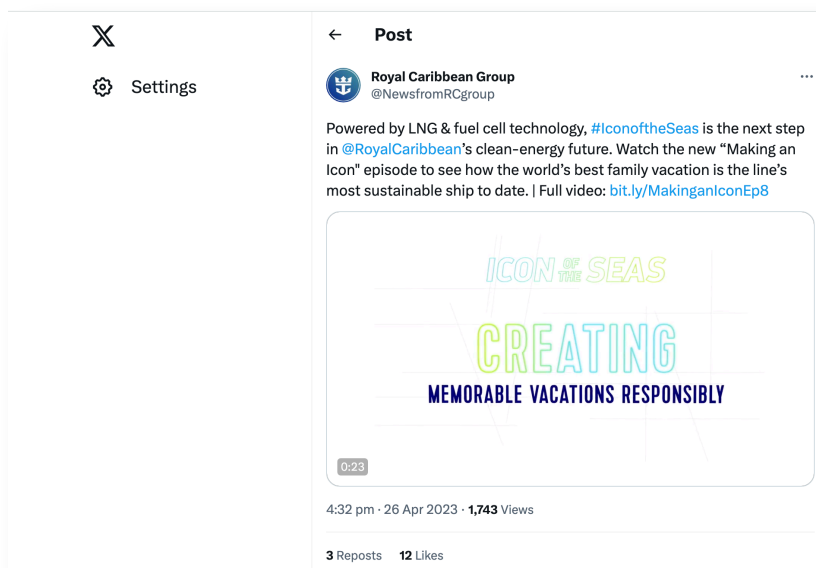 Settings
Post
Royal Caribbean Group
@NewsfromRCgroup
Powered by LNG & fuel cell technology, #IconoftheSeas is the next step
in @RoyalCaribbean’s clean-energy future. Watch the new “Making an
Icon" episode to see how the world’s best family vacation is the line’s
most sustainable ship to date. | Full video: bit.ly/MakinganIconEp8
ICON OF THE SEAS
CREATING
MEMORABLE VACATIONS RESPONSIBLY
0:23
4:32 pm · 26 Apr 2023 · 1,743 Views
3 Reposts 12 Likes